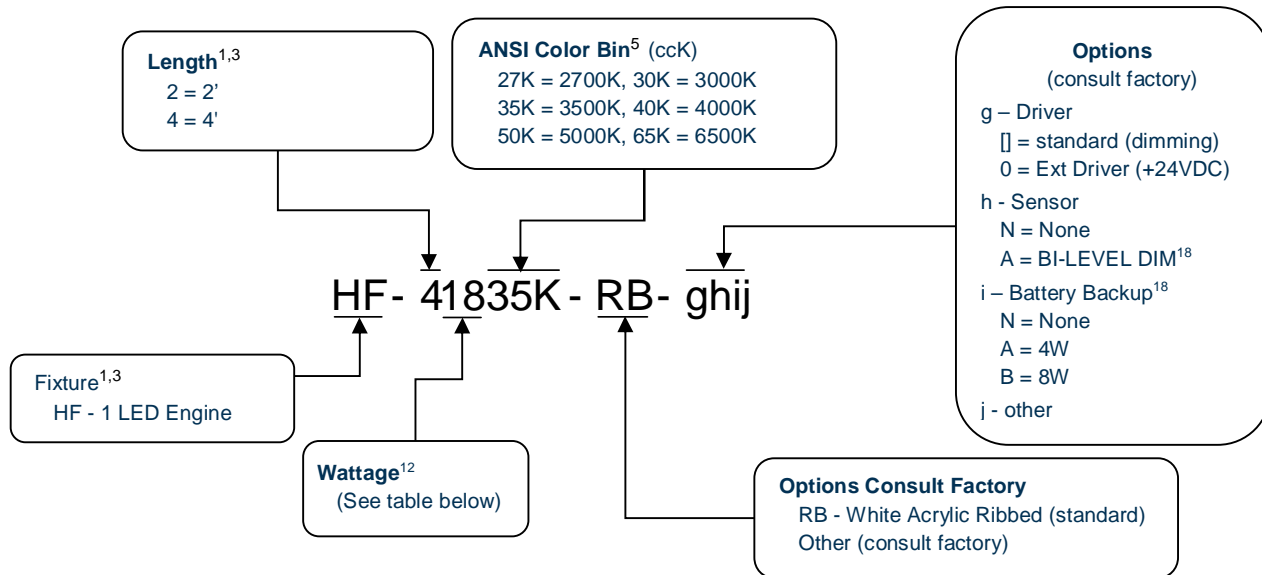 Length1,3
2 = 2'
4 = 4'
ANSI Color Bin5 (ccK)
27K = 2700K, 30K = 3000K
35K = 3500K, 40K = 4000K
50K = 5000K, 65K = 6500K
Options
(consult factory)
g – Driver
[] = standard (dimming)
0 = Ext Driver (+24VDC)
h - Sensor
N = None
A = BI-LEVEL DIM18
i – Battery Backup18
N = None
A = 4W
B = 8W
j - other
HF - 41835K - RB - ghij
Fixture1,3
HF - 1 LED Engine
Wattage12
(See table below)
Options Consult Factory
RB - White Acrylic Ribbed (standard)
Other (consult factory)